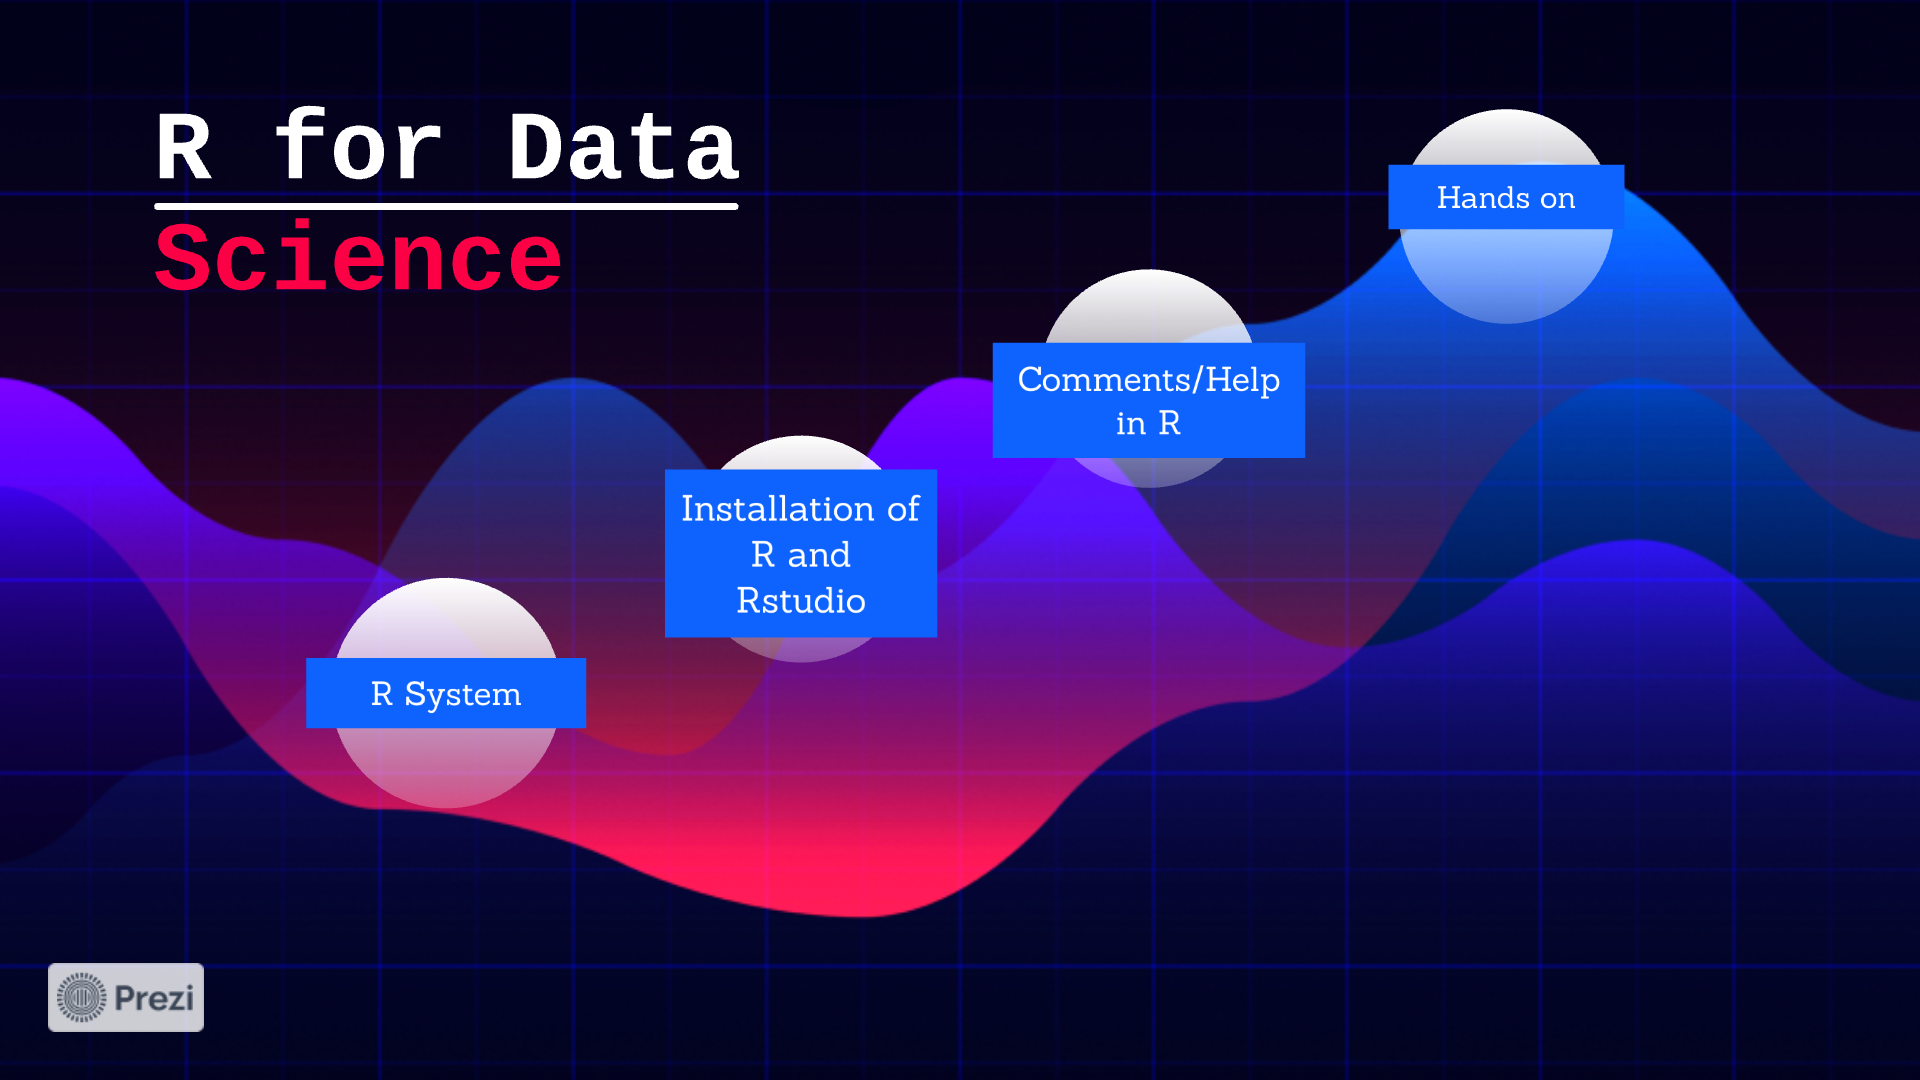 R for Data
Science
R System
Installation of
R and
Rstudio
Comments/Help
in R
Hands on
Prezi